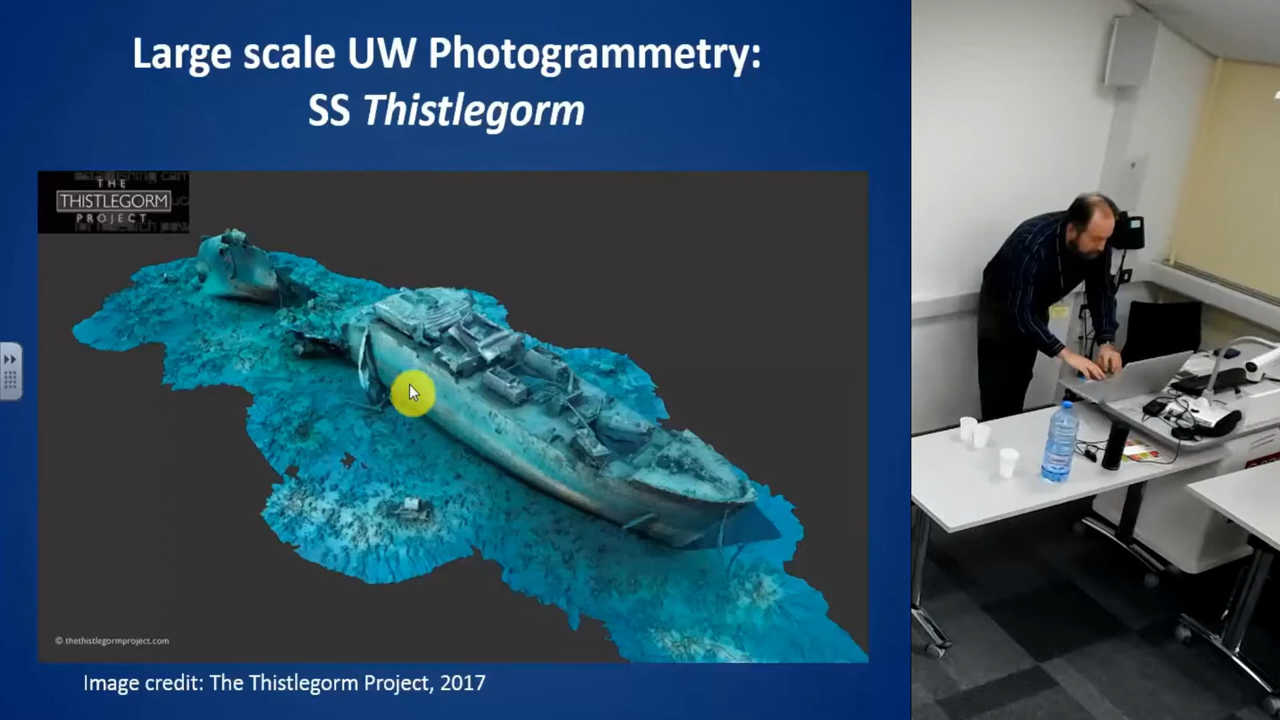 Large scale UW Photogrammetry:
SS Thistlegorm
THE
THISTLEGORM
PROJECT
© thethistlegormproject.com
Image credit: The Thistlegorm Project, 2017